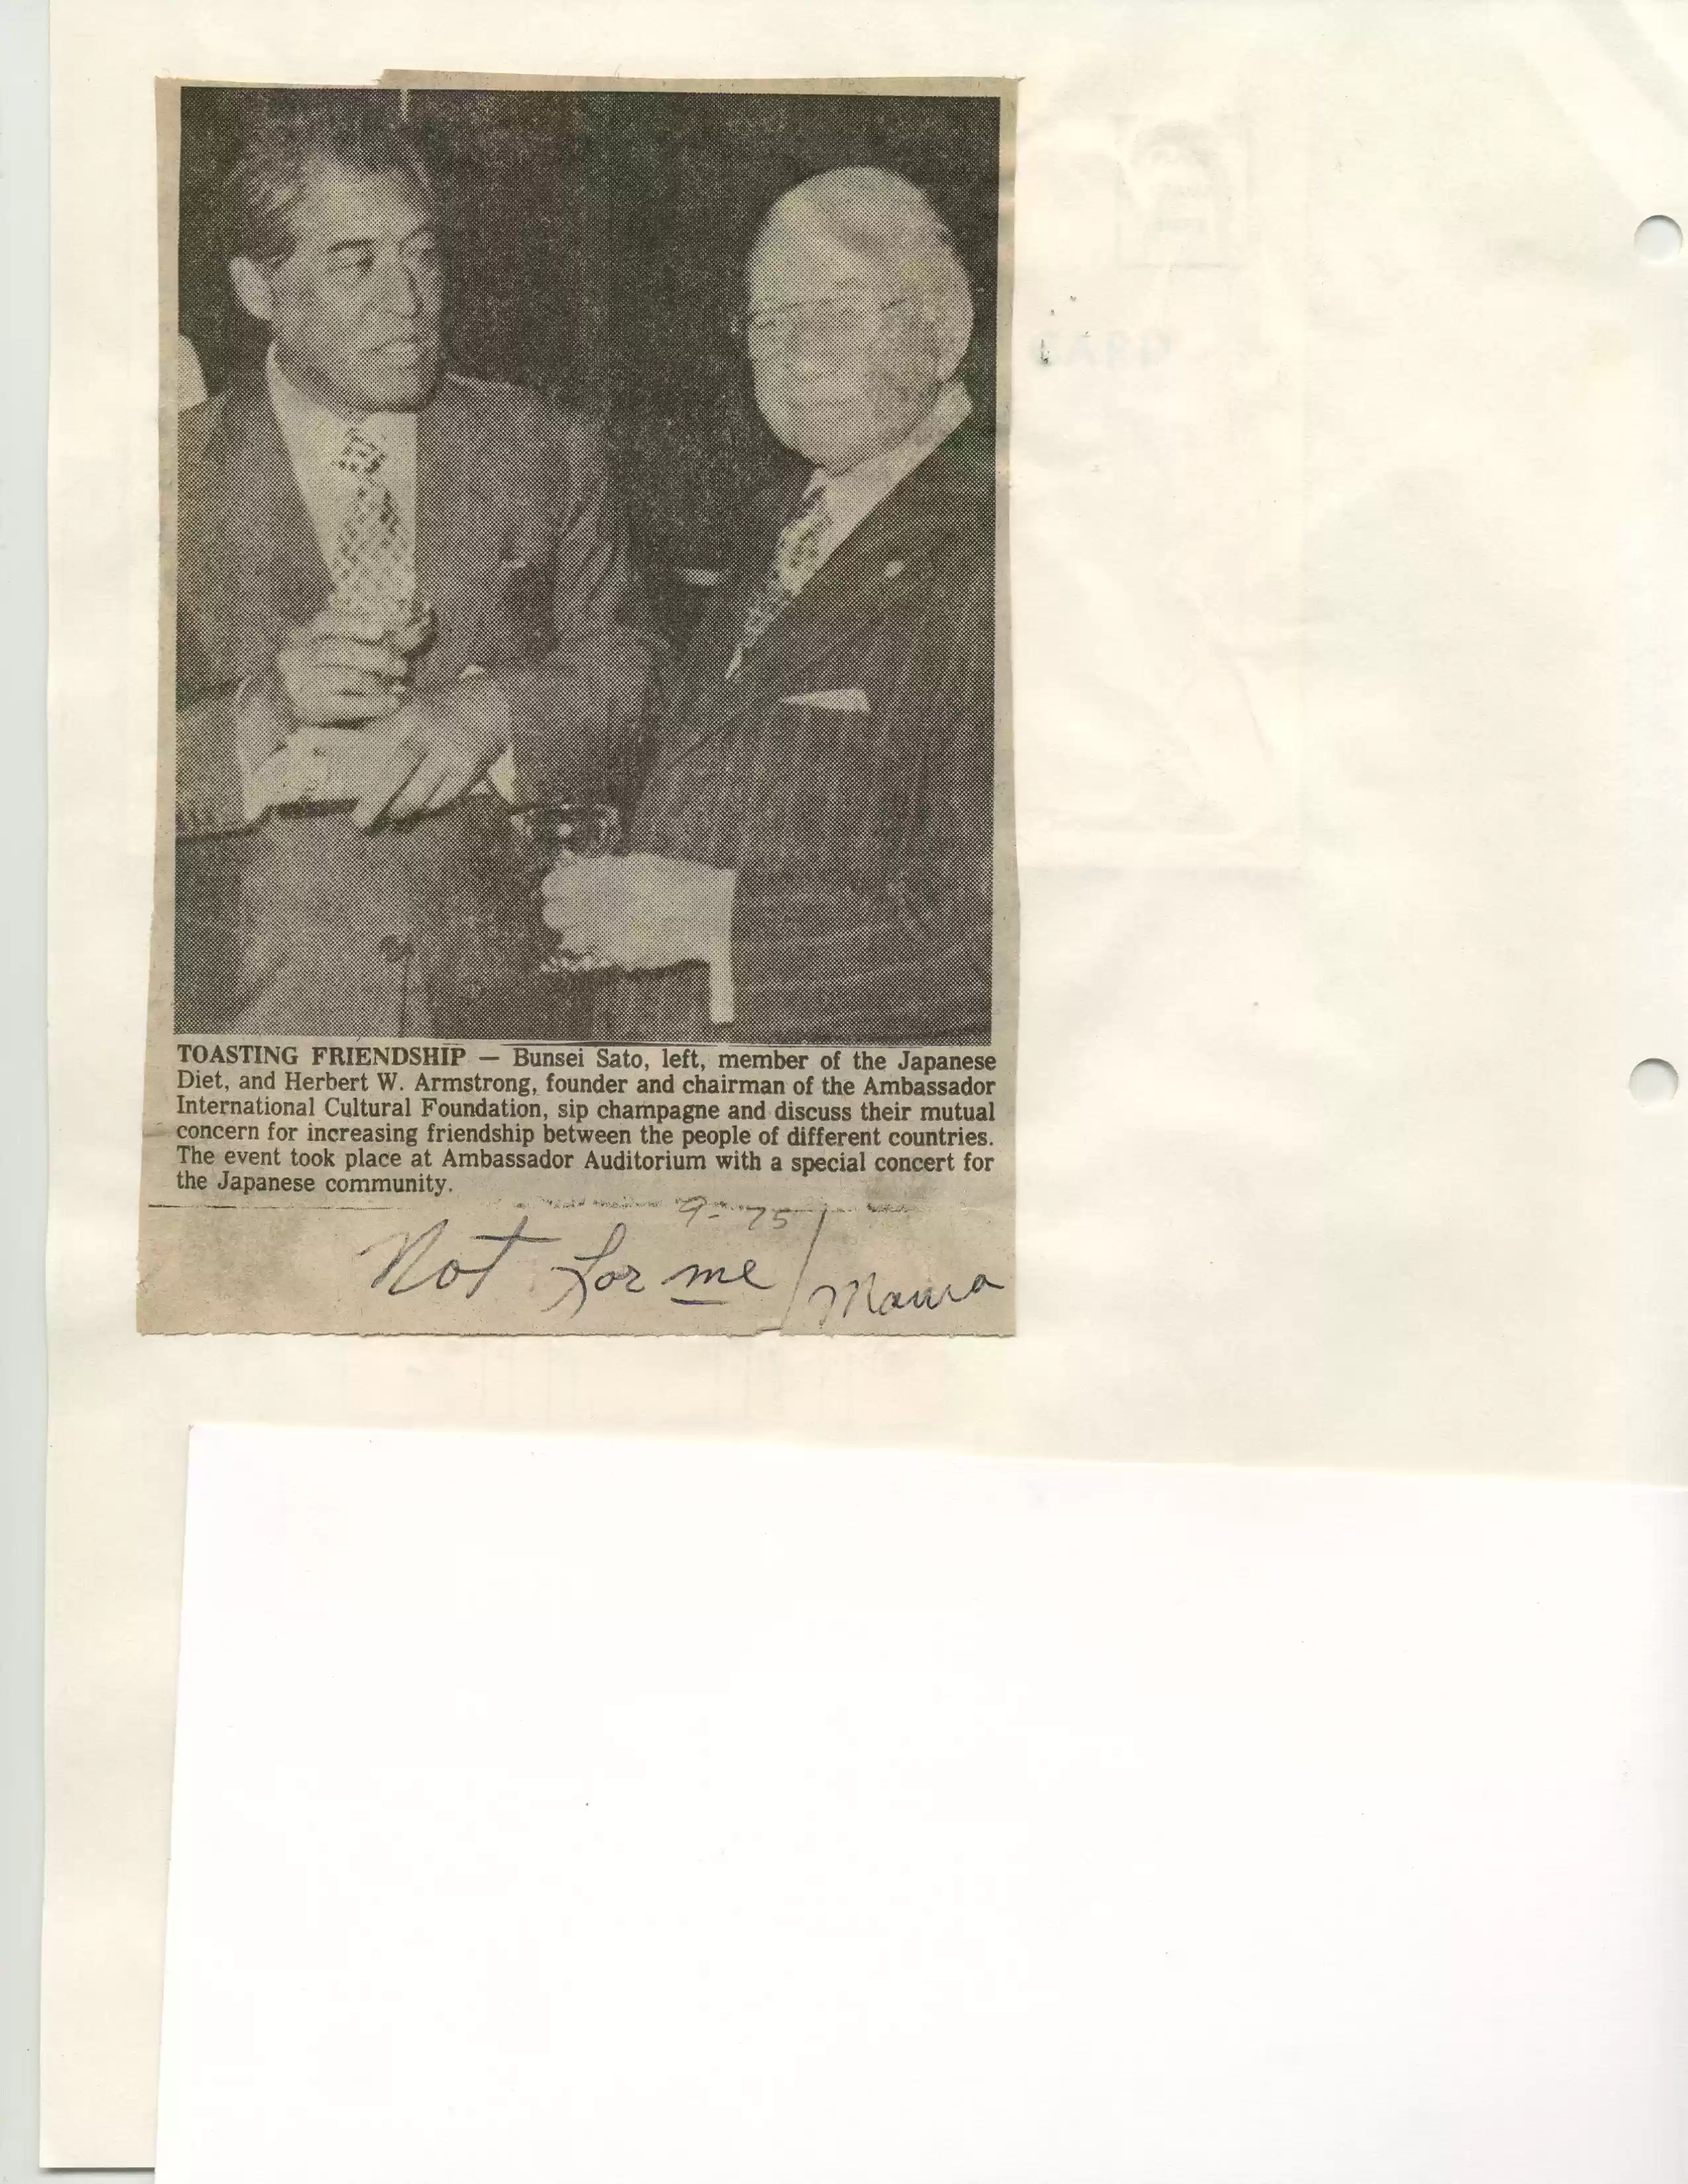 TOASTING FRIENDSHIP — Bunsei Sato, left, member of the Japanese
Diet, and Herbert W. Armstrong, founder and chairman of the Ambassador
International Cultural Foundation, sip champagne and discuss their mutual
concern for increasing friendship between the people of different countries.
The event took place at Ambassador Auditorium with a special concert for
the Japanese community.
9-75
Not for me /